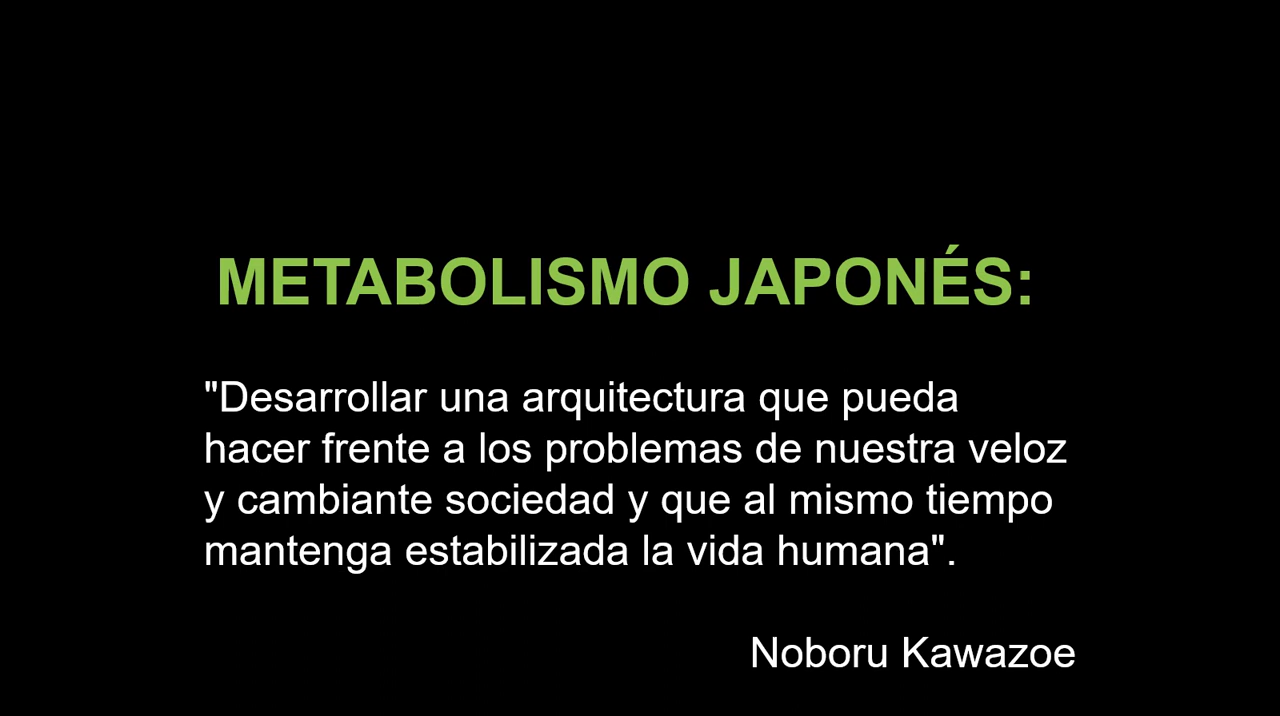 METABOLISMO JAPONÉS:
"Desarrollar una arquitectura que pueda
hacer frente a los problemas de nuestra veloz
y cambiante sociedad y que al mismo tiempo
mantenga estabilizada la vida humana".
Noboru Kawazoe